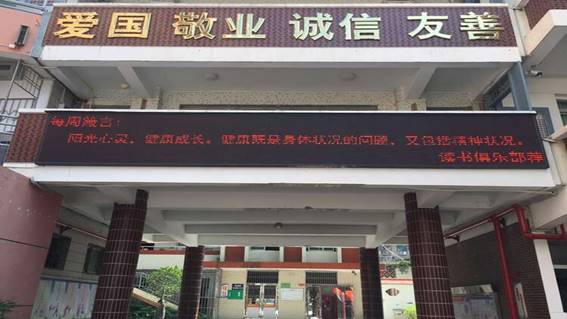 爱国 敬业 诚信 友善
每周箴言：
阳光心灵，健康成长。健康既是身体状况的问题，又包括精神状况。
读书俱乐部荐